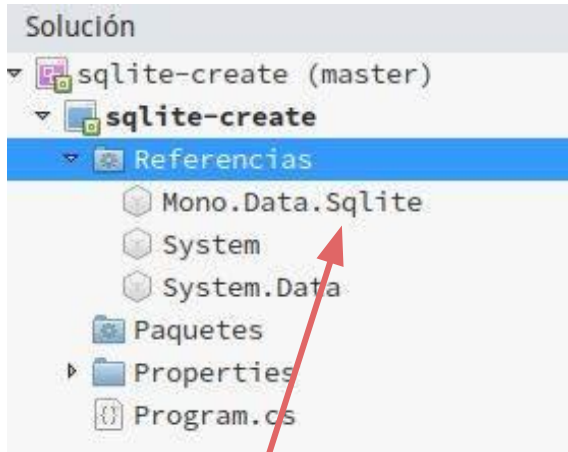 Solución
sqlite-create (master)
sqlite-create
Referencias
Mono.Data.Sqlite
System
System.Data
Paquetes
Properties
Program.cs